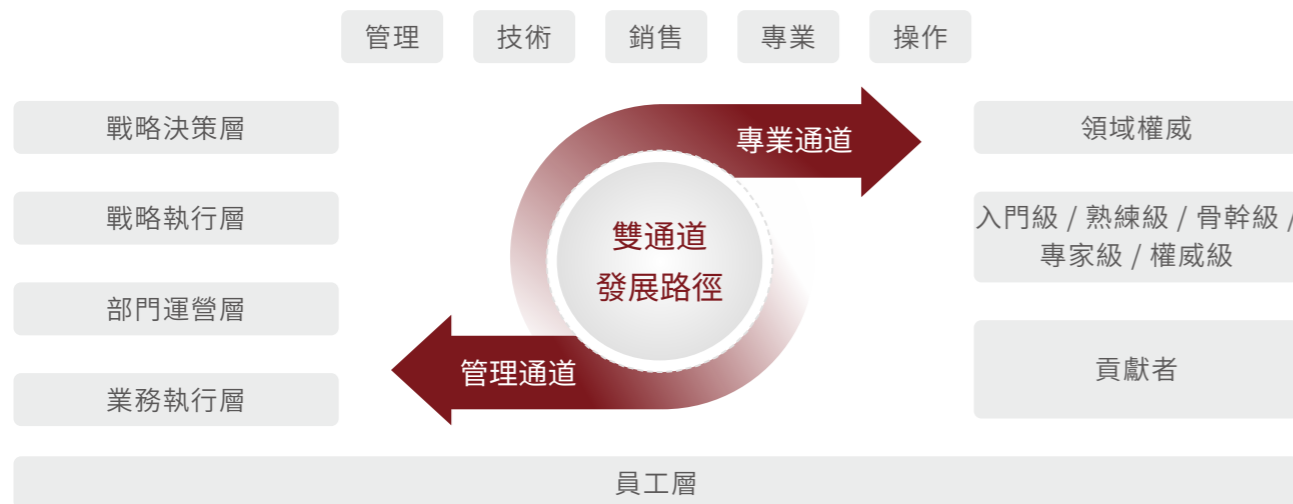 管理
技術
銷售
專業
操作
戰略決策層
專業通道
領域權威
戰略執行層
入門級 / 熟練級 / 骨幹級 /
專家級 / 權威級
雙通道
發展路徑
部門運營層
管理通道
貢獻者
業務執行層
員工層